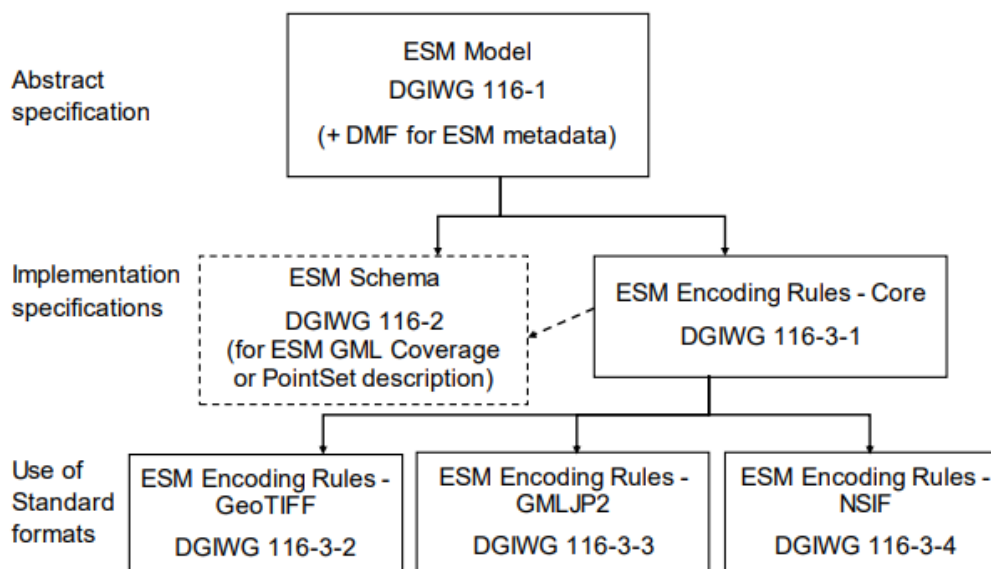 Abstract
specification
ESM Model
DGIWG 116-1
(+ DMF for ESM metadata)
Implementation
specifications
ESM Schema
DGIWG 116-2
(for ESM GML Coverage
or PointSet description)
ESM Encoding Rules - Core
DGIWG 116-3-1
Use of
Standard
formats
ESM Encoding Rules -
GeoTIFF
DGIWG 116-3-2
ESM Encoding Rules -
GMLJP2
DGIWG 116-3-3
ESM Encoding Rules -
NSIF
DGIWG 116-3-4